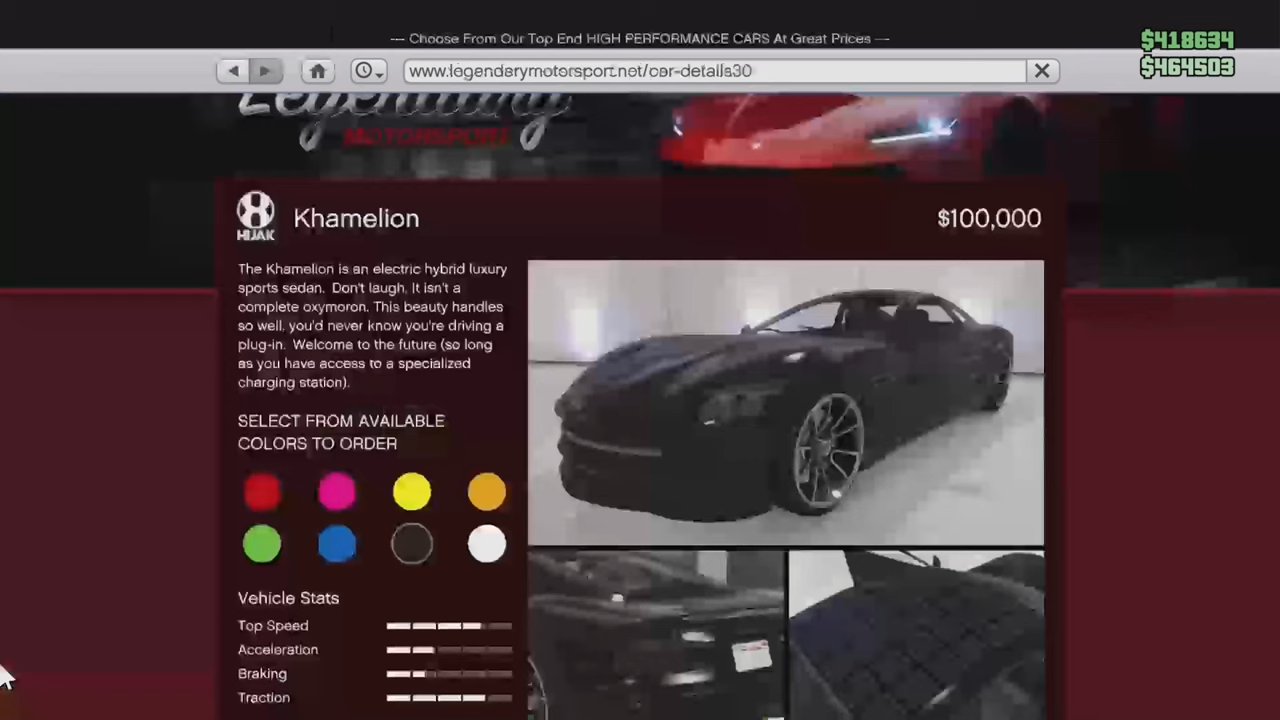 — Choose From Our Top End HIGH PERFORMANCE CARS At Great Prices —
$418634
$464503
www.legendarymotorsport.net/car-details30
Legendary
MOTORSPORT
HIJAK
Khamelion
$100,000
The Khamelion is an electric hybrid luxury
sports sedan. Don't laugh. It isn't a
complete oxymoron. This beauty handles
so well, you'd never know you're driving a
plug-in. Welcome to the future (so long
as you have access to a specialized
charging station).
SELECT FROM AVAILABLE
COLORS TO ORDER
Vehicle Stats
Top Speed
Acceleration
Braking
Traction